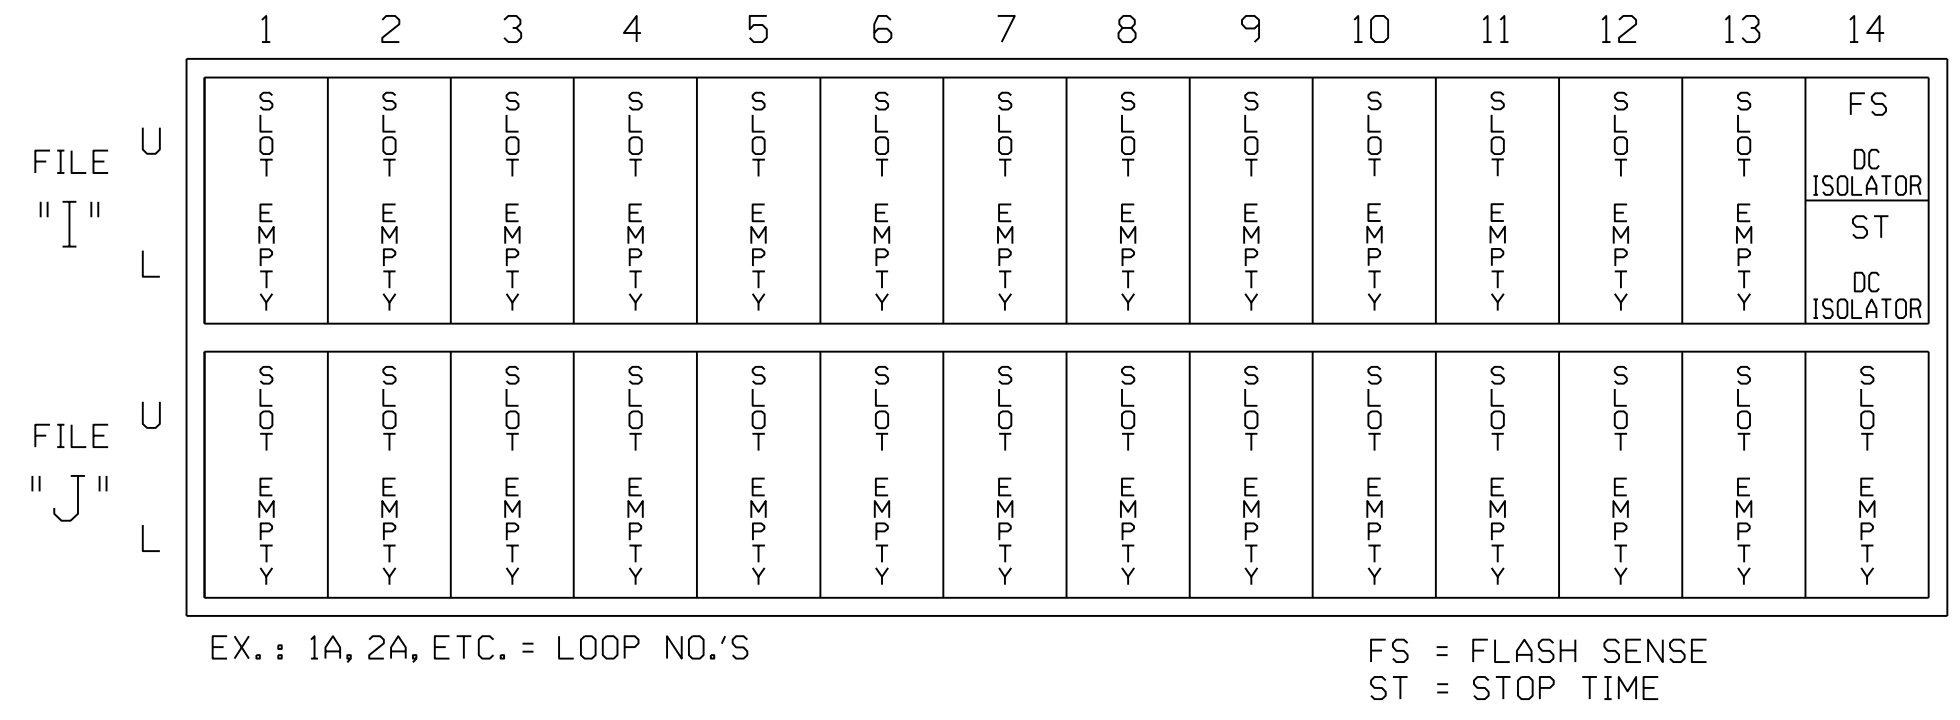 1 2 3 4 5 6 7 8 9 10 11 12 13 14
FILE "I"
U
L
SLOT EMPTY
SLOT EMPTY
SLOT EMPTY
SLOT EMPTY
SLOT EMPTY
SLOT EMPTY
SLOT EMPTY
SLOT EMPTY
SLOT EMPTY
SLOT EMPTY
SLOT EMPTY
SLOT EMPTY
SLOT EMPTY
FS
DC
ISOLATOR
ST
DC
ISOLATOR
FILE "J"
U
L
SLOT EMPTY
SLOT EMPTY
SLOT EMPTY
SLOT EMPTY
SLOT EMPTY
SLOT EMPTY
SLOT EMPTY
SLOT EMPTY
SLOT EMPTY
SLOT EMPTY
SLOT EMPTY
SLOT EMPTY
SLOT EMPTY
SLOT EMPTY
EX.: 1A, 2A, ETC. = LOOP NO.'S
FS = FLASH SENSE
ST = STOP TIME